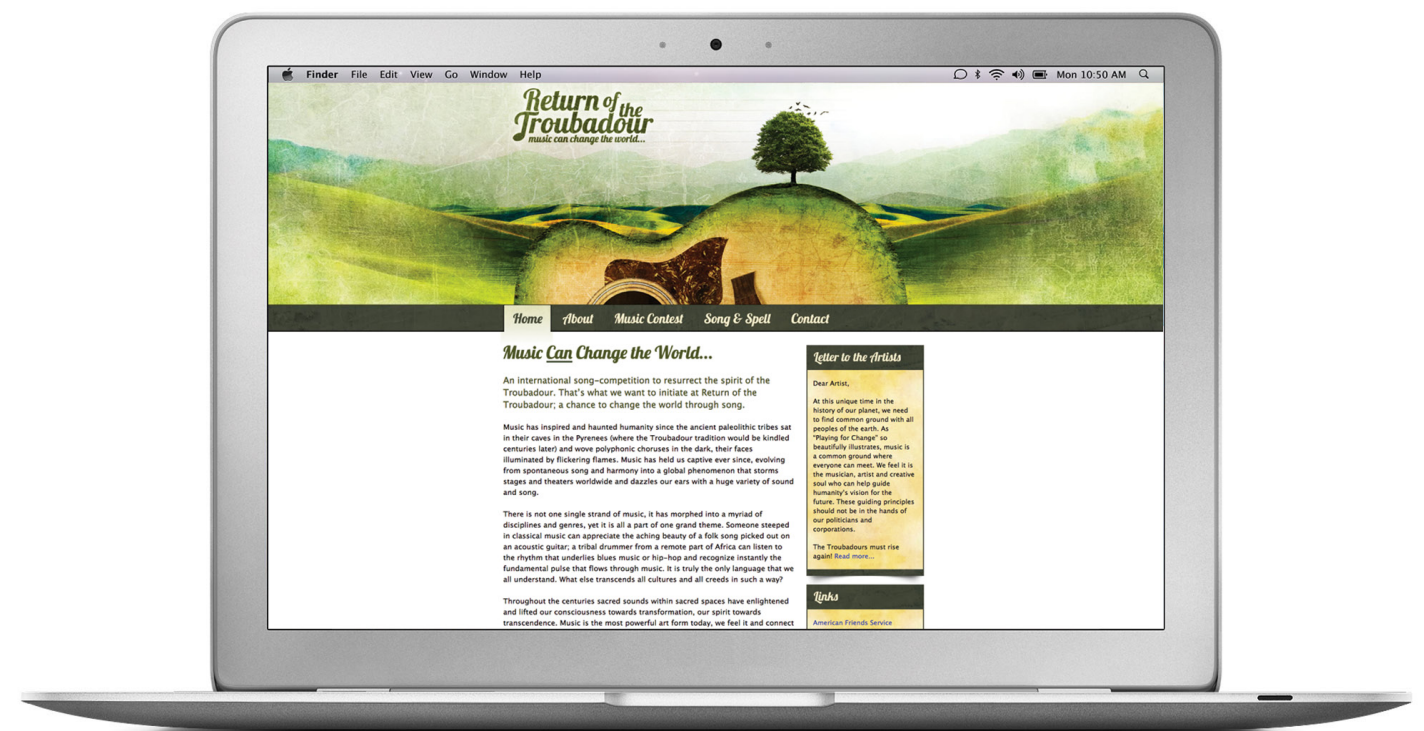 Finder File Edit View Go Window Help
Mon 10:50 AM
Return of the
Troubadour
music can change the world...
Home About Music Contest Song & Spell Contact
Music Can Change the World...
An international song-competition to resurrect the spirit of the
Troubadour. That's what we want to initiate at Return of the
Troubadour; a chance to change the world through song.
Music has inspired and haunted humanity since the ancient paleolithic tribes sat
in their caves in the Pyrenees (where the Troubadour tradition would be kindled
centuries later) and wove polyphonic choruses in the dark, their faces
illuminated by flickering flames. Music has held us captive ever since, evolving
from spontaneous song and harmony into a global phenomenon that storms
stages and theaters worldwide and dazzles our ears with a huge variety of sound
and song.
There is not one single strand of music, it has morphed into a myriad of
disciplines and genres, yet it is all a part of one grand theme. Someone steeped
in classical music can appreciate the aching beauty of a folk song picked out on
an acoustic guitar; a tribal drummer from a remote part of Africa can listen to
the rhythm that underlies blues music or hip-hop and recognize instantly the
fundamental pulse that flows through music. It is truly the only language that we
all understand. What else transcends all cultures and all creeds in such a way?
Throughout the centuries sacred sounds within sacred spaces have enlightened
and lifted our consciousness towards transformation, our spirit towards
transcendence. Music is the most powerful art form today, we feel it and connect
Letter to the Artists
Dear Artist,
At this unique time in the
history of our planet, we need
to find common ground with all
peoples of the earth. As
"Playing for Change" so
beautifully illustrates, music is
a common ground where
everyone can meet. We feel it is
the musician, artist and creative
soul who can help guide
humanity's vision for the
future. These guiding principles
should not be in the hands of
our politicians and
corporations.
The Troubadours must rise
again! Read more...
Links
American Friends Service